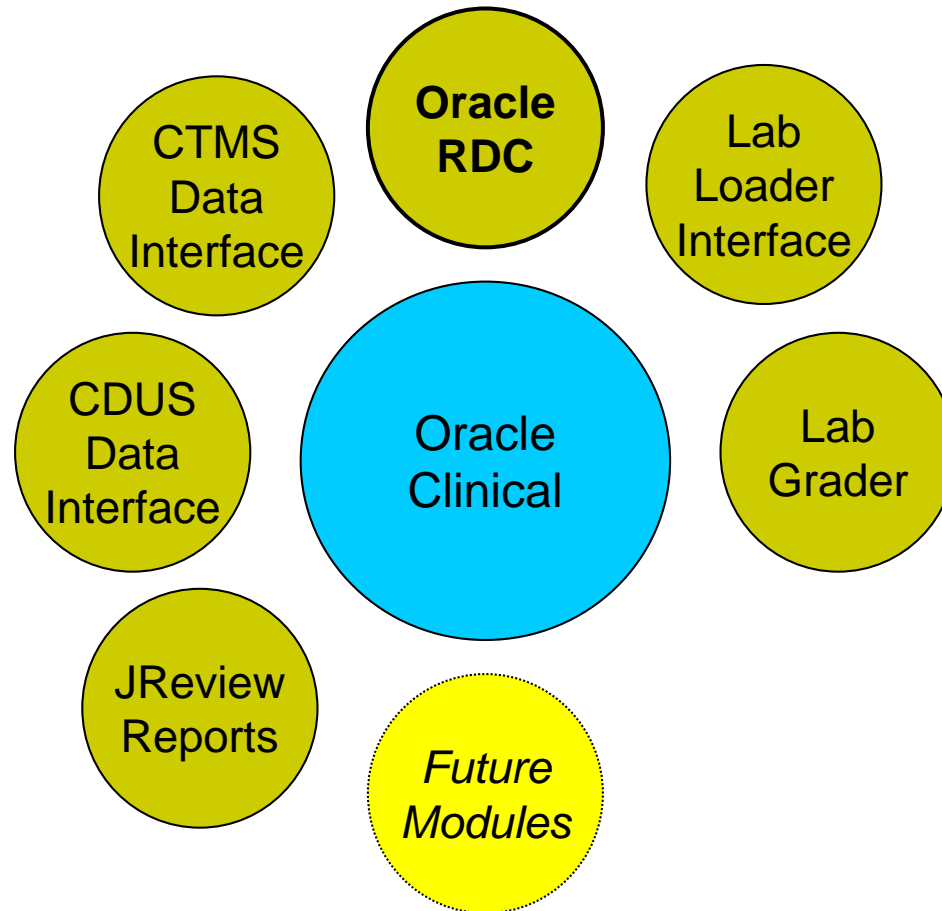 Oracle
RDC
CTMS
Data
Interface
Lab
Loader
Interface
CDUS
Data
Interface
Oracle
Clinical
Lab
Grader
JReview
Reports
Future
Modules